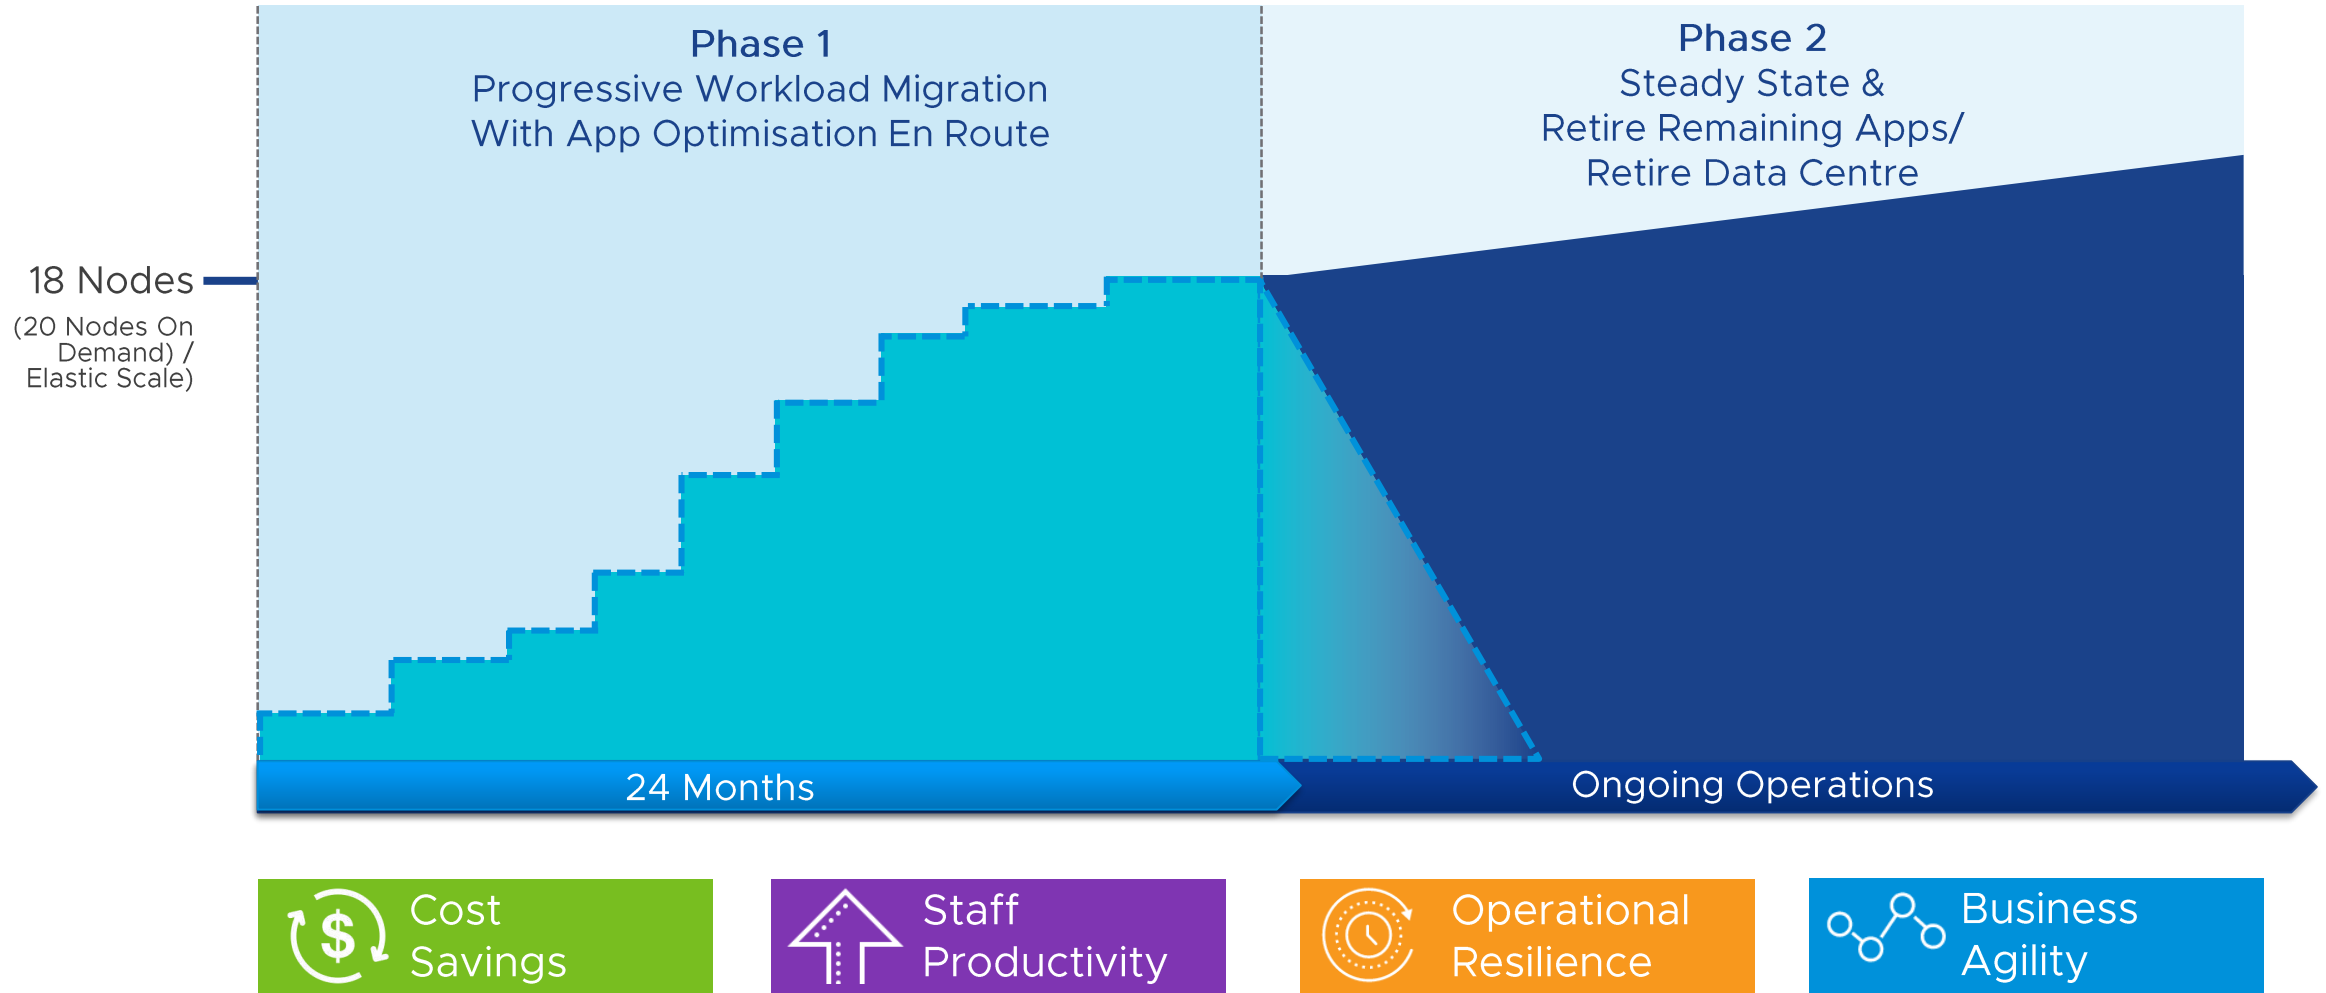 Phase 1
Progressive Workload Migration
With App Optimisation En Route
Phase 2
Steady State &
Retire Remaining Apps/
Retire Data Centre
18 Nodes
(20 Nodes On
Demand) /
Elastic Scale)
24 Months
Ongoing Operations
$
Cost
Savings
Staff
Productivity
Operational
Resilience
Business
Agility